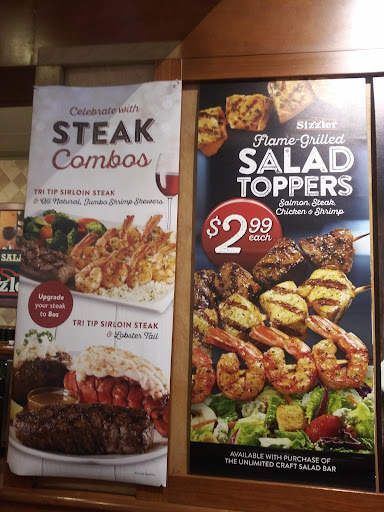 Celebrate with
STEAK
Combos
TRI TIP SIRLOIN STEAK
& All Natural, Jumbo Shrimp Skewers
Upgrade
your steak
to 8oz
TRI TIP SIRLOIN STEAK
& Lobster Tail
Sizzler
Flame-Grilled
SALAD
TOPPERS
Salmon, Steak,
Chicken & Shrimp
$2.99
each
AVAILABLE WITH PURCHASE OF
THE UNLIMITED CRAFT SALAD BAR
SAL